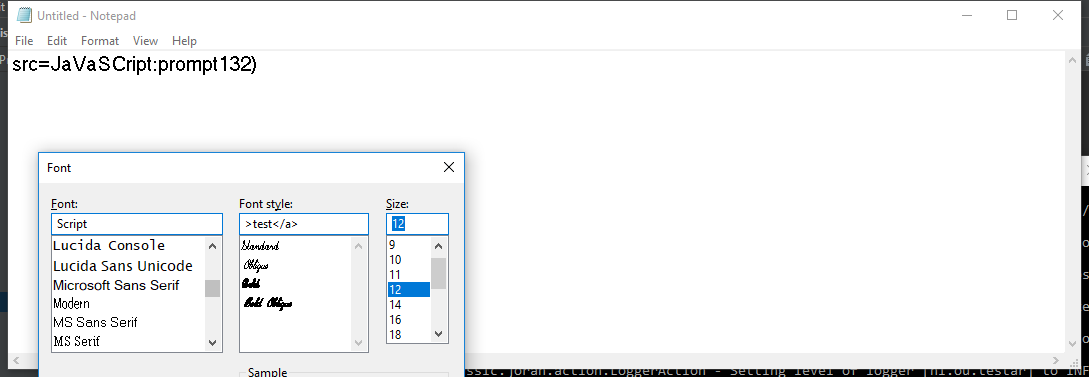 Untitled - Notepad
File Edit Format View Help
src=JaVaSCript:prompt132)
Font
Font: Font style: Size:
Script >test</a> 12
Lucida Console Standard 9
Lucida Sans Unicode Oblique 10
Microsoft Sans Serif Bold 11
Modern Bold Oblique 12
MS Sans Serif 14
MS Serif 16
18
Sample
ssic.joran.action.LoggerAction - Setting level of logger [nl.ou.testar] to INF